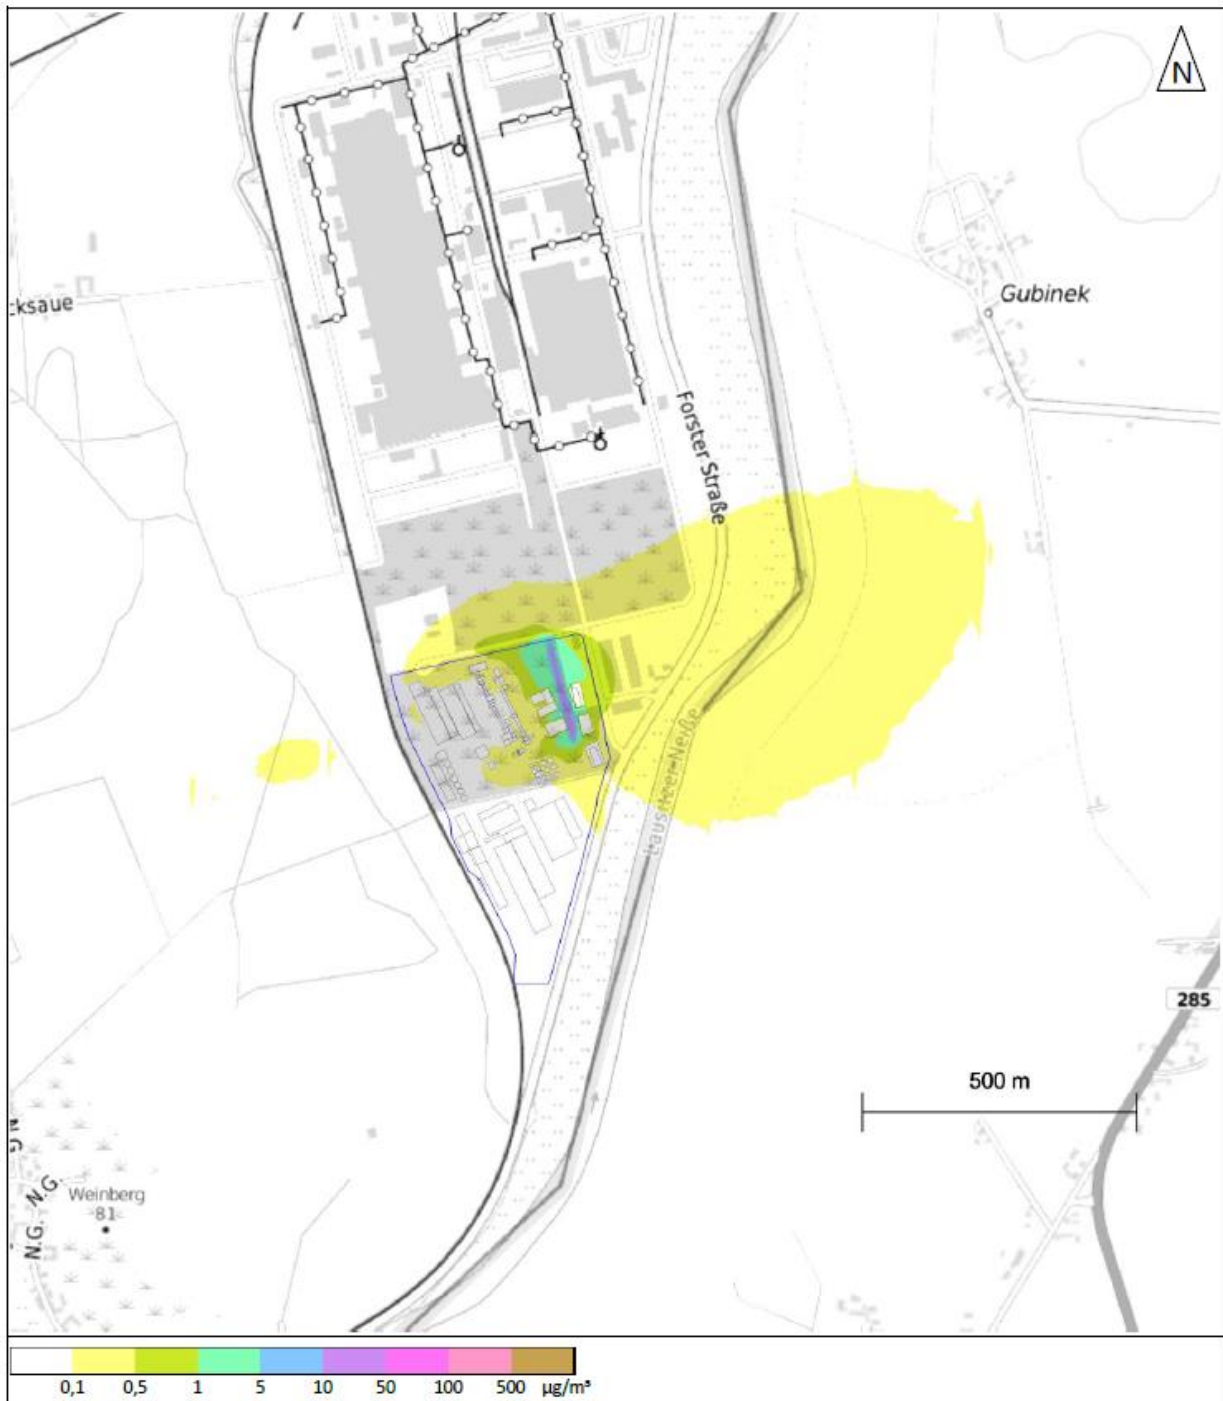 N
cksaue
Gubinek
Forster Straße
Lausitzer Neiße
285
500 m
N.G.
N.G.
N.G.
Weinberg
81
0,1 0,5 1 5 10 50 100 500 µg/m³